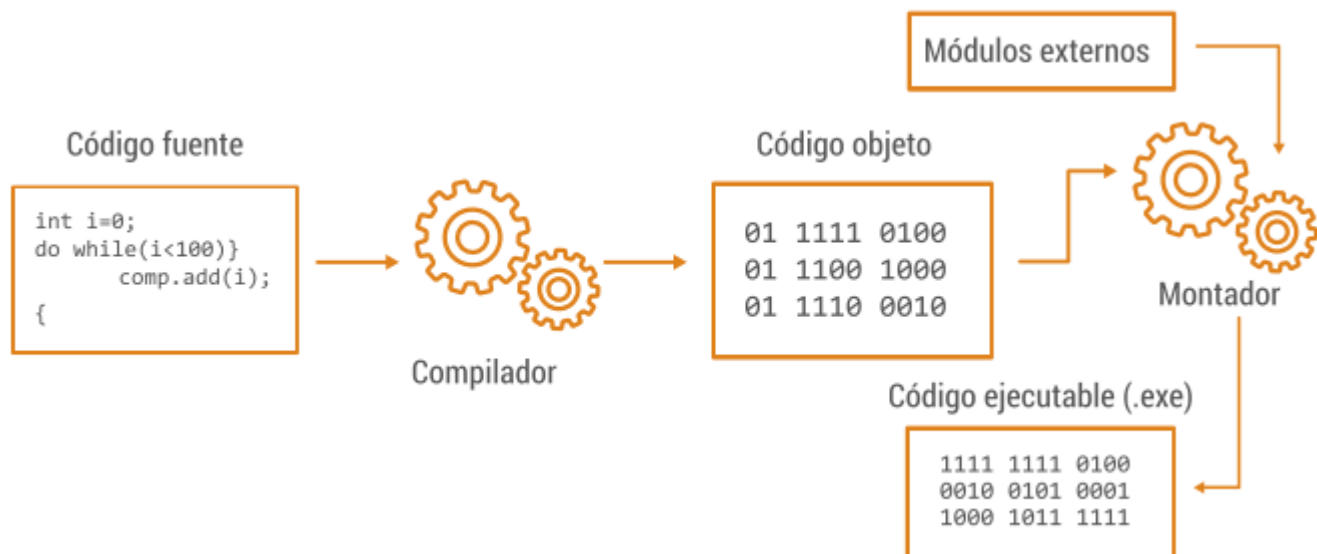 Módulos externos
Código fuente
int i=0;
do while(i<100)}
comp.add(i);
{
Compilador
Código objeto
01 1111 0100
01 1100 1000
01 1110 0010
Montador
Código ejecutable (.exe)
1111 1111 0100
0010 0101 0001
1000 1011 1111